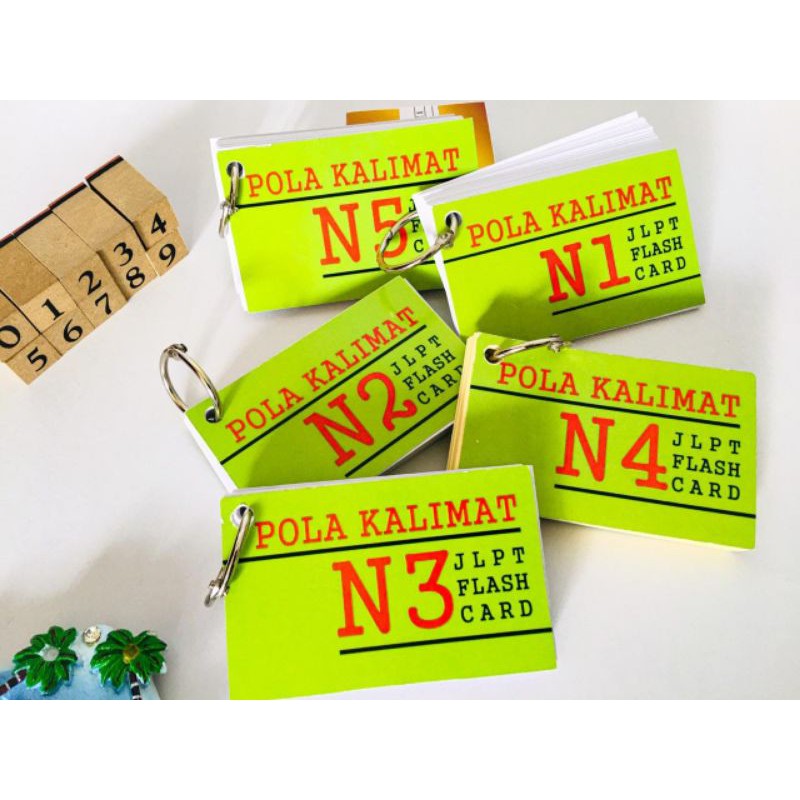 POLA KALIMAT
N5
POLA KALIMAT
N1
JLPT
FLASH
CARD
POLA KALIMAT
N2
JLPT
FLASH
CARD
POLA KALIMAT
N4
JLPT
FLASH
CARD
POLA KALIMAT
N3
JLPT
FLASH
CARD
0 1 2 3 4
5 6 7 8 9